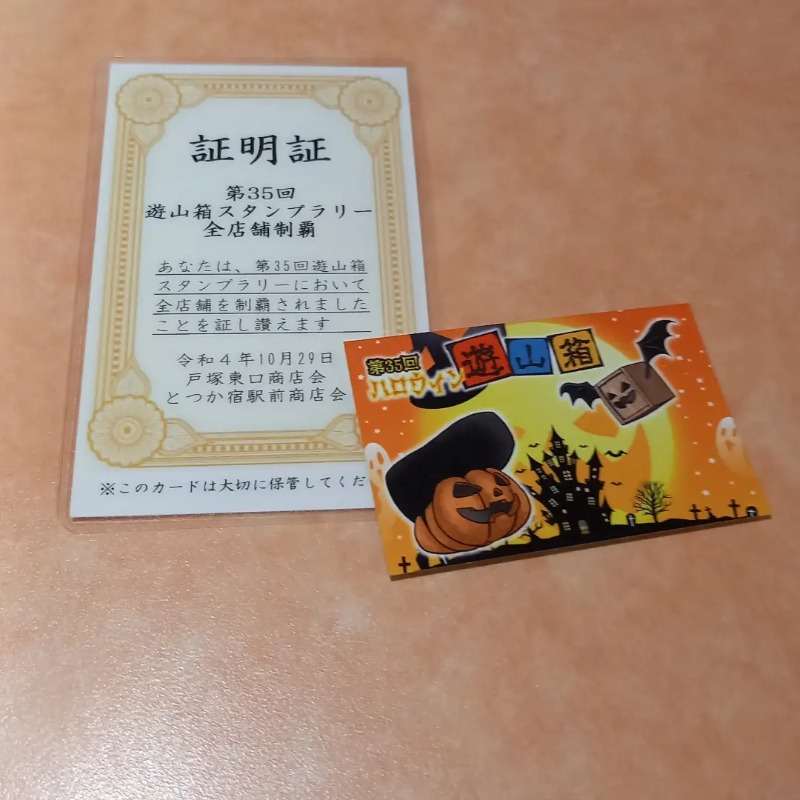 証明証
第35回
遊山箱スタンプラリー
全店舗制覇
あなたは、第35回遊山箱
スタンプラリーにおいて
全店舗を制覇されました
ことを証し讃えます
令和4年10月29日
戸塚東口商店会
とつか宿駅前商店会
※このカードは大切に保管してくだ
第35回
ハロウィン遊山箱